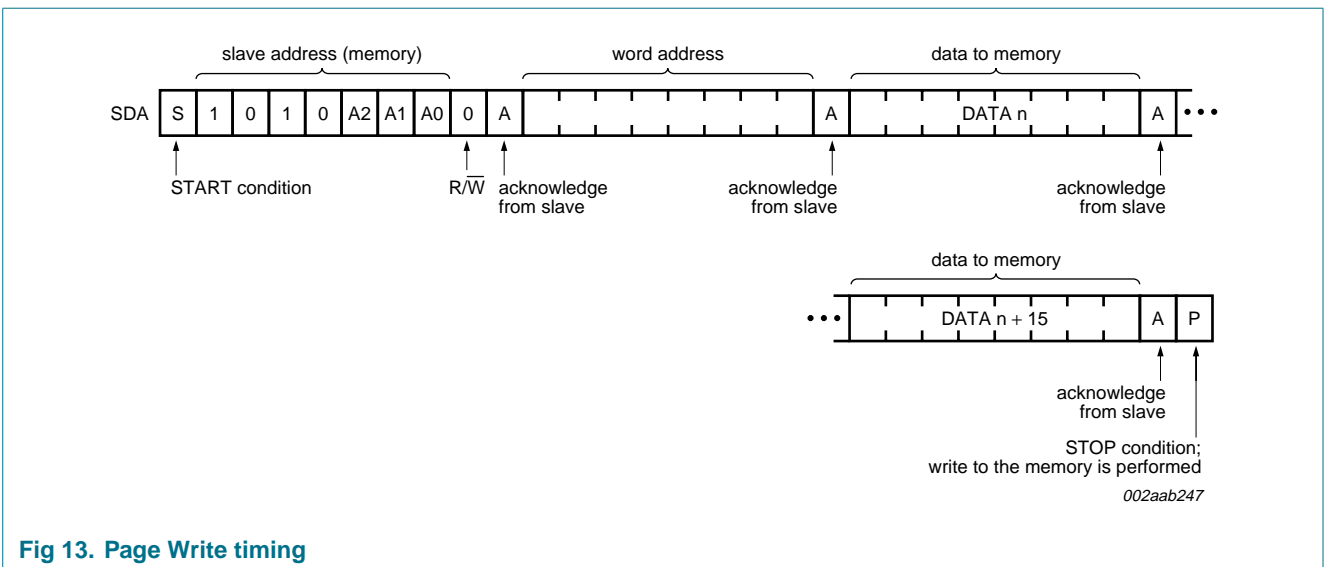 slave address (memory) word address data to memory
SDA S 1 0 1 0 A2 A1 A0 0 A A DATA n A •••
START condition R/W̅ acknowledge from slave acknowledge from slave acknowledge from slave
data to memory
••• DATA n + 15 A P
acknowledge
from slave
STOP condition;
write to the memory is performed
002aab247
Fig 13. Page Write timing